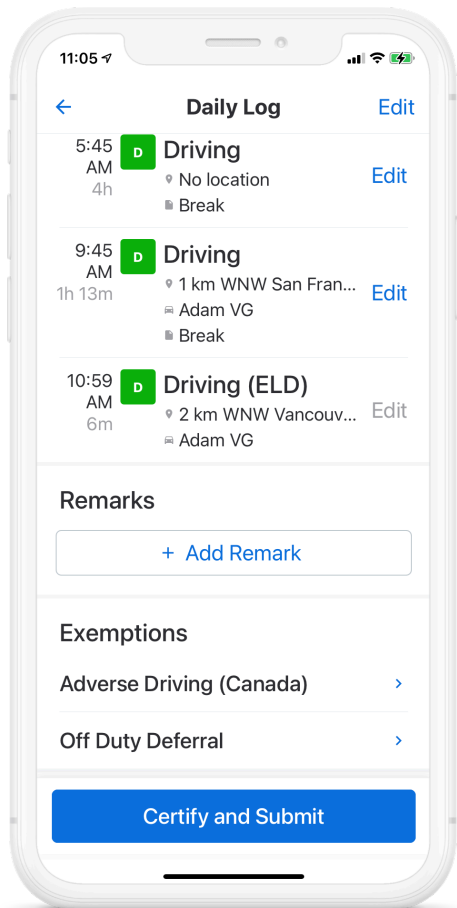 11:05
Daily Log
Edit
5:45
AM
4h
D
Driving
No location
Break
Edit
9:45
AM
1h 13m
D
Driving
1 km WNW San Fran...
Adam VG
Break
Edit
10:59
AM
6m
D
Driving (ELD)
2 km WNW Vancouv...
Adam VG
Edit
Remarks
+ Add Remark
Exemptions
Adverse Driving (Canada)
Off Duty Deferral
Certify and Submit